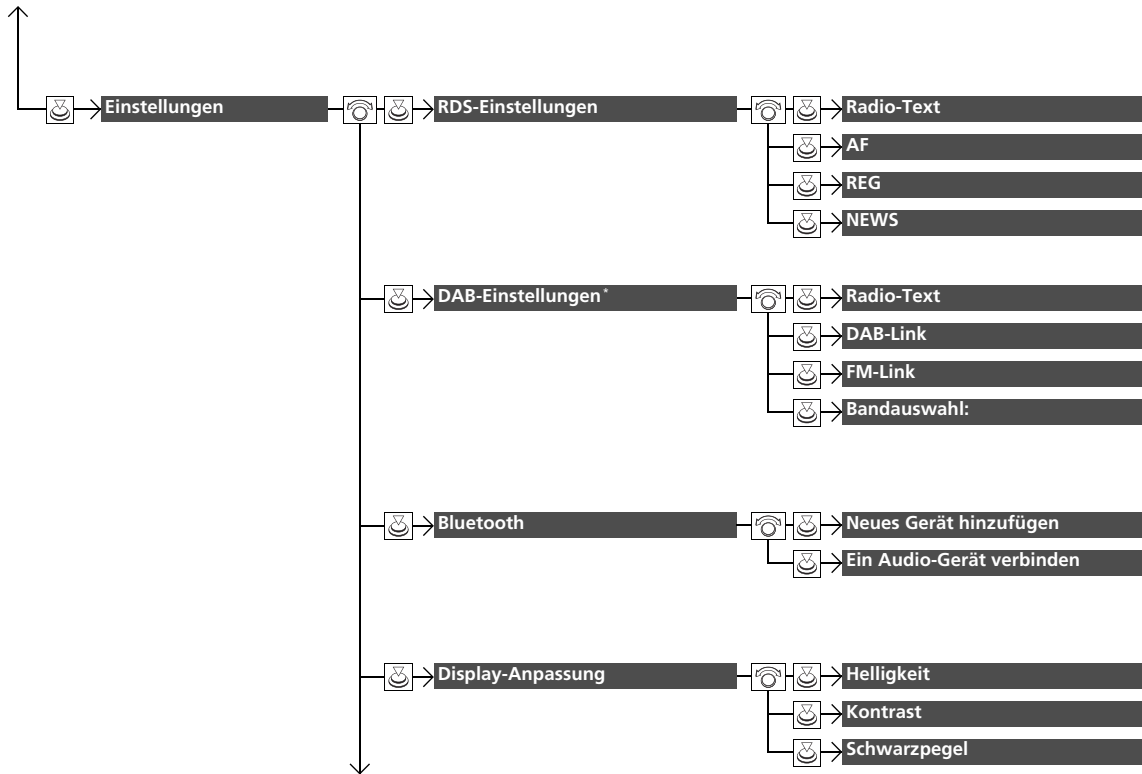 Einstellungen
RDS-Einstellungen
Radio-Text
AF
REG
NEWS
DAB-Einstellungen*
Radio-Text
DAB-Link
FM-Link
Bandauswahl:
Bluetooth
Neues Gerät hinzufügen
Ein Audio-Gerät verbinden
Display-Anpassung
Helligkeit
Kontrast
Schwarzpegel